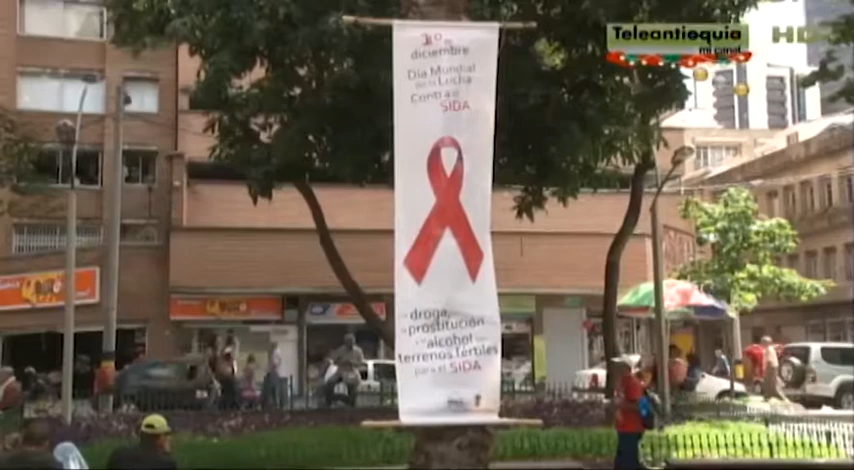 Teleantioquia
mi canal
HD
1º de
diciembre
Día Mundial
de la Lucha
Contra el
SIDA
droga,
prostitución
y alcohol
terrenos fértiles
para el SIDA